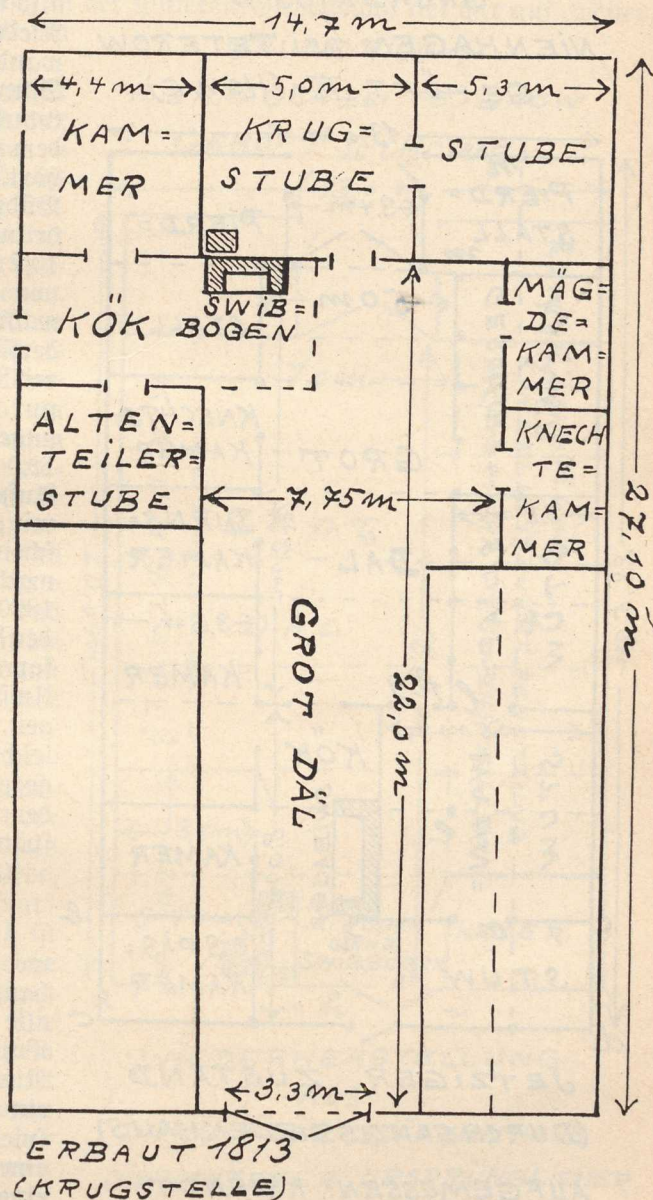 14,7 m
4,4 m
5,0 m
5,3 m
KAM=
MER
KRUG=
STUBE
STUBE
KÖK
SWIB=
BOGEN
MÄG=
DE=
KAM=
MER
ALTEN=
TEILER=
STUBE
KNECH
TE=
KAM=
MER
7,75 m
27,10 m
GROT DÄL
22,0 m
3,3 m
ERBAUT 1813
(KRUGSTELLE)